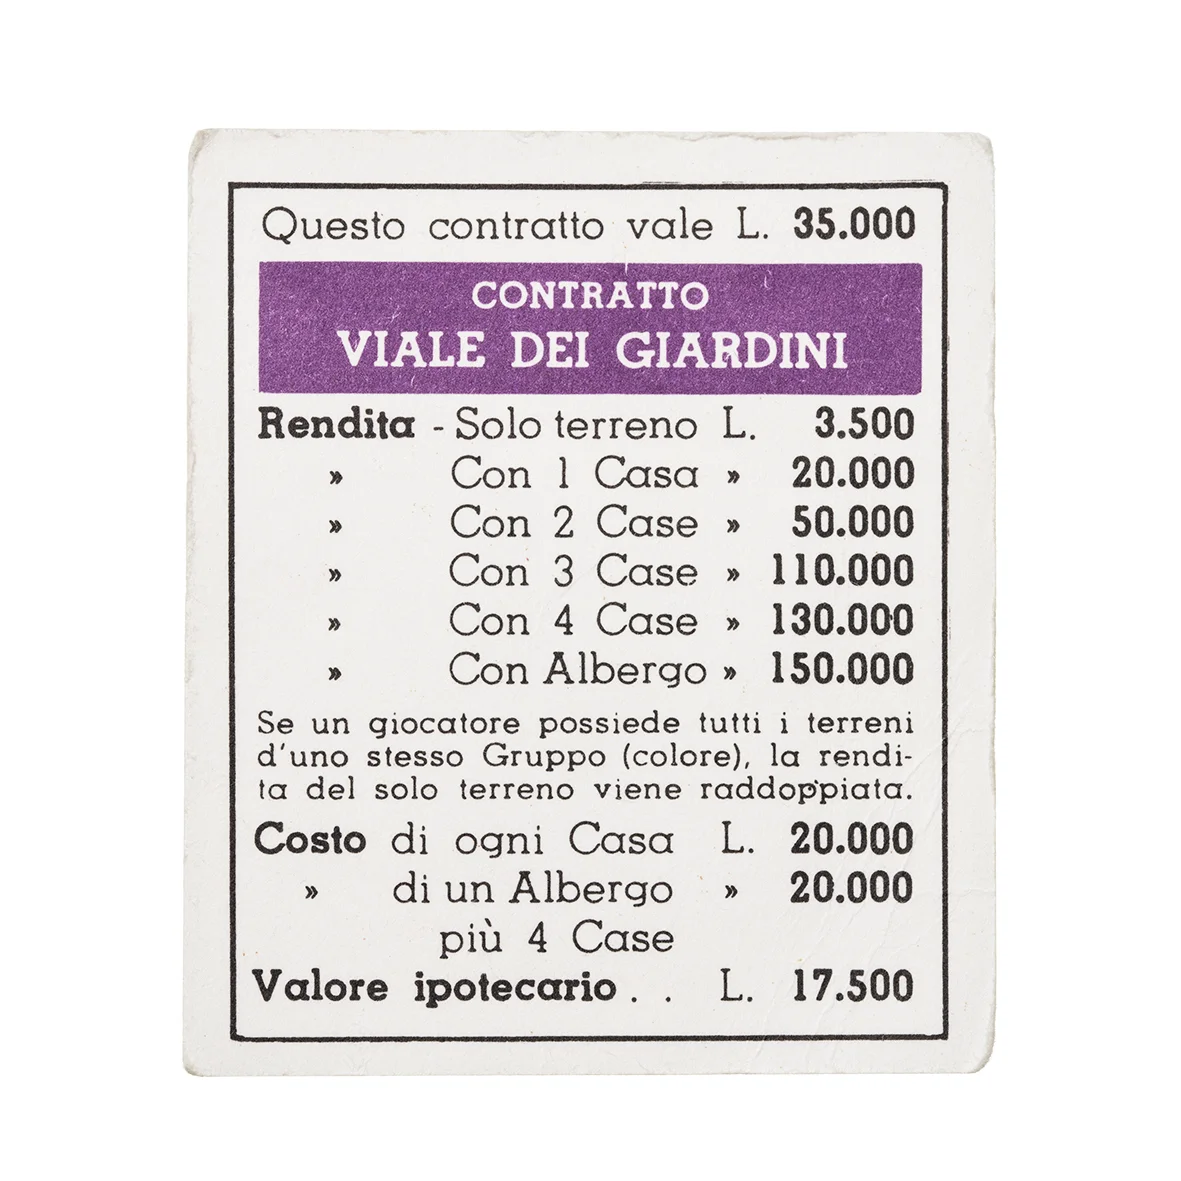 Questo contratto vale L. 35.000
CONTRATTO
VIALE DEI GIARDINI
Rendita - Solo terreno L. 3.500
» Con 1 Casa » 20.000
» Con 2 Case » 50.000
» Con 3 Case » 110.000
» Con 4 Case » 130.000
» Con Albergo » 150.000
Se un giocatore possiede tutti i terreni
d'uno stesso Gruppo (colore), la rendi-
ta del solo terreno viene raddoppiata.
Costo di ogni Casa L. 20.000
» di un Albergo » 20.000
più 4 Case
Valore ipotecario . . L. 17.500